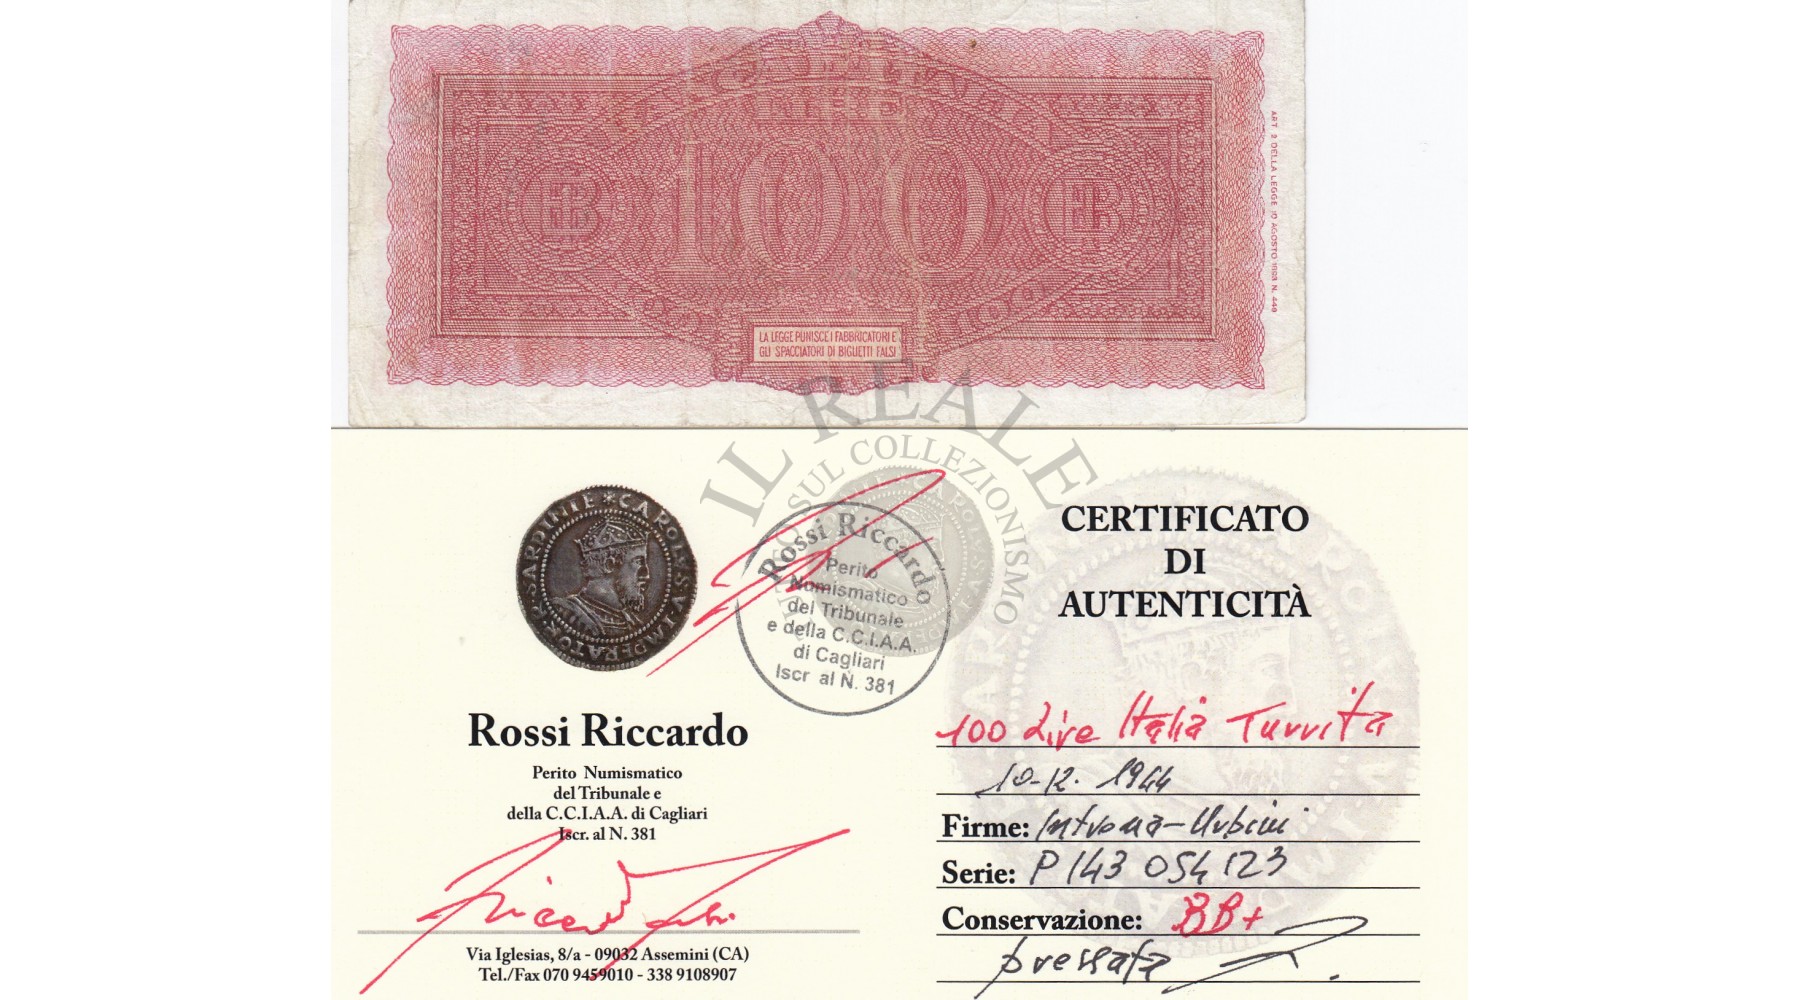 100
LA LEGGE PUNISCE I FABBRICATORI E
GLI SPACCIATORI DI BIGLIETTI FALSI
ART. 2 DELLA LEGGE 10 AGOSTO 1893 N. 449
IL REALE
SUL COLLEZIONISMO
SARDINIE * CAROLVS V IMPERATOR R
Rossi Riccardo
Perito
Numismatico
del Tribunale
e della C.C.I.A.A.
di Cagliari
Iscr al N. 381
Rossi Riccardo
Perito Numismatico
del Tribunale e
della C.C.I.A.A. di Cagliari
Iscr. al N. 381
Via Iglesias, 8/a - 09032 Assemini (CA)
Tel./Fax 070 9459010 - 338 9108907
CERTIFICATO
DI
AUTENTICITÀ
100 Lire Italia Turrita
10-12. 1944
Firme: Introna-Urbini
Serie: P 143 054123
Conservazione: BB+
pressata